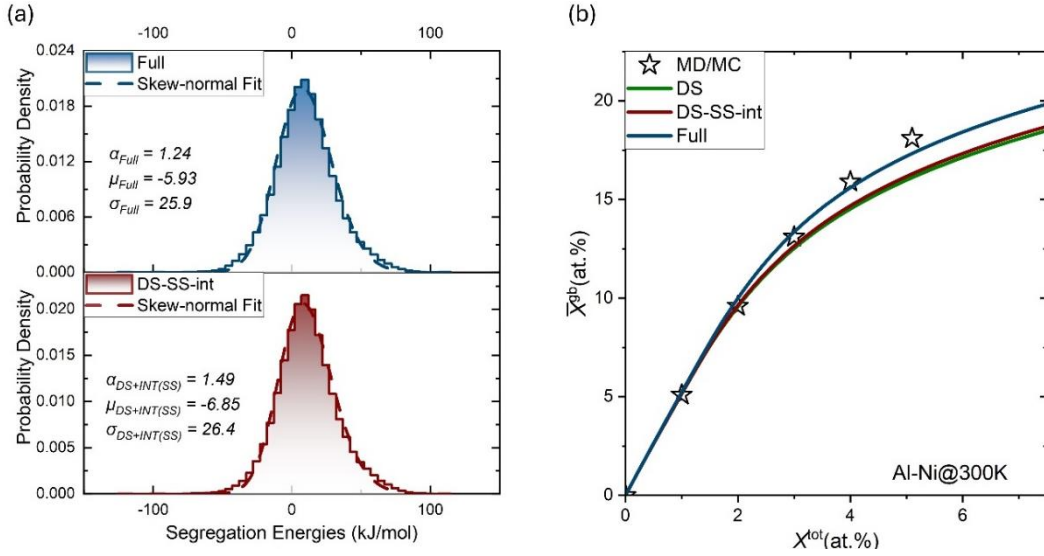 (a)
-100 0 100
0.024
0.018
0.012
0.006
0.000
Probability Density
Full
Skew-normal Fit
α_Full = 1.24
μ_Full = -5.93
σ_Full = 25.9
0.020
0.015
0.010
0.005
0.000
Probability Density
DS-SS-int
Skew-normal Fit
α_DS+INT(SS) = 1.49
μ_DS+INT(SS) = -6.85
σ_DS+INT(SS) = 26.4
-100 0 100
Segregation Energies (kJ/mol)
(b)
MD/MC
DS
DS-SS-int
Full
20
15
10
5
0
X̅^gb(at.%)
Al-Ni@300K
0 2 4 6
X^tot(at.%)